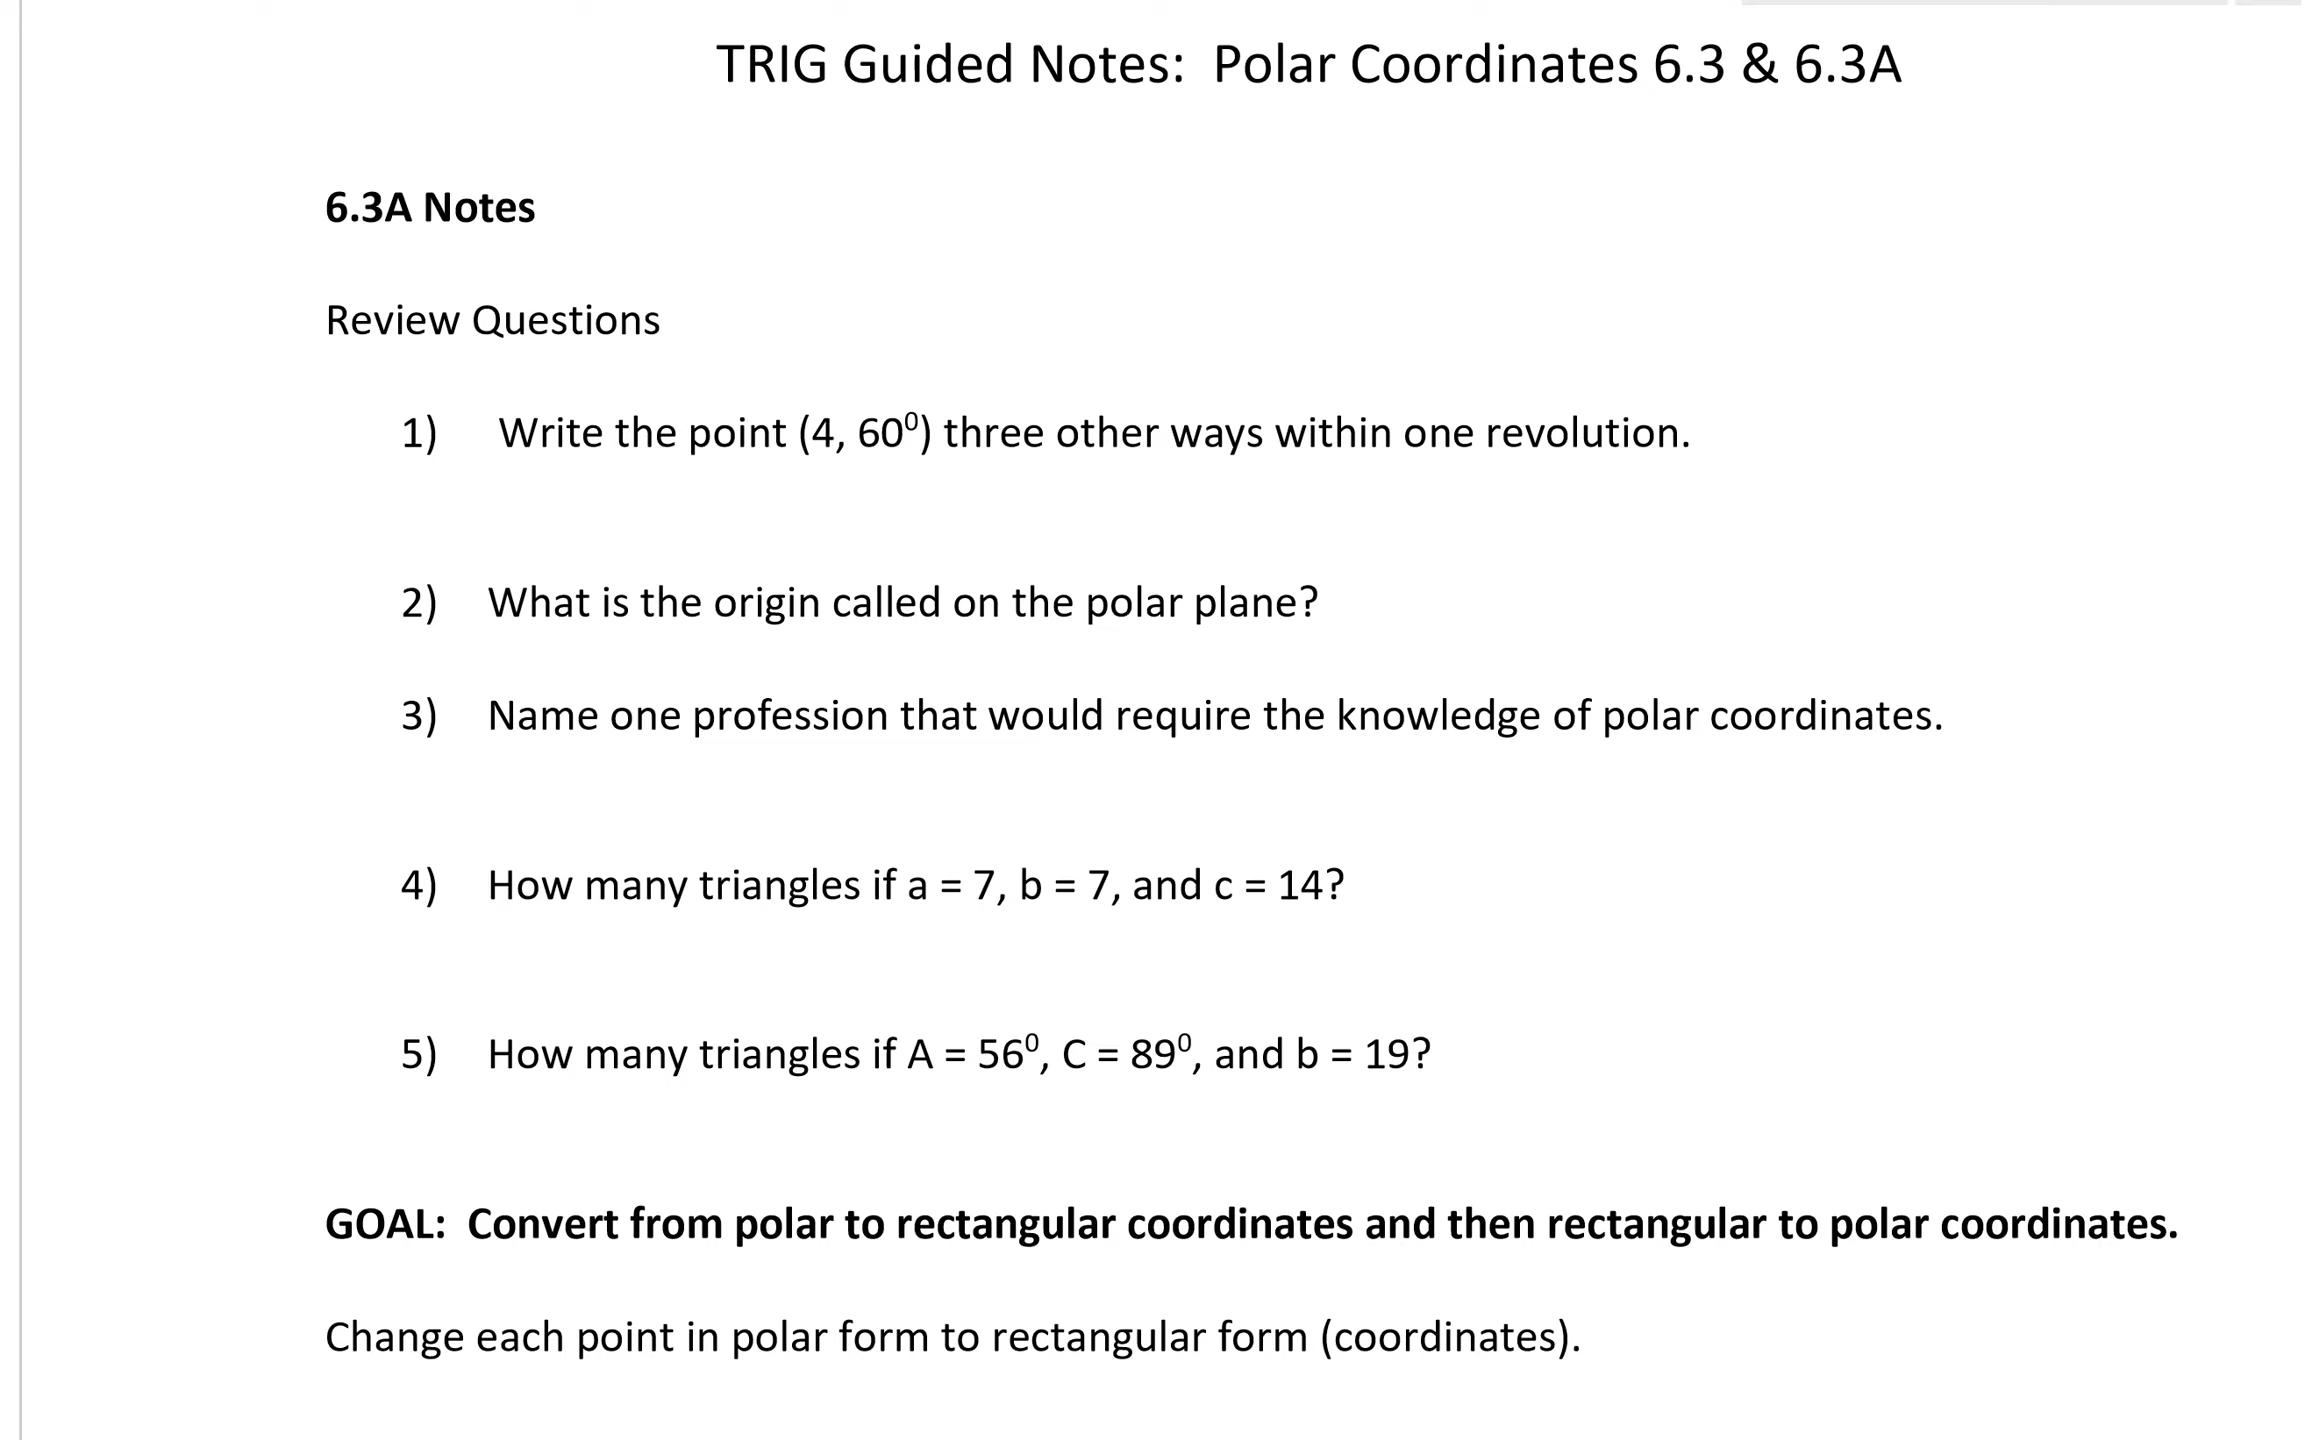 TRIG Guided Notes:  Polar Coordinates 6.3 & 6.3A
6.3A Notes
Review Questions
1) Write the point (4, 60⁰) three other ways within one revolution.
2) What is the origin called on the polar plane?
3) Name one profession that would require the knowledge of polar coordinates.
4) How many triangles if a = 7, b = 7, and c = 14?
5) How many triangles if A = 56⁰, C = 89⁰, and b = 19?
GOAL:  Convert from polar to rectangular coordinates and then rectangular to polar coordinates.
Change each point in polar form to rectangular form (coordinates).